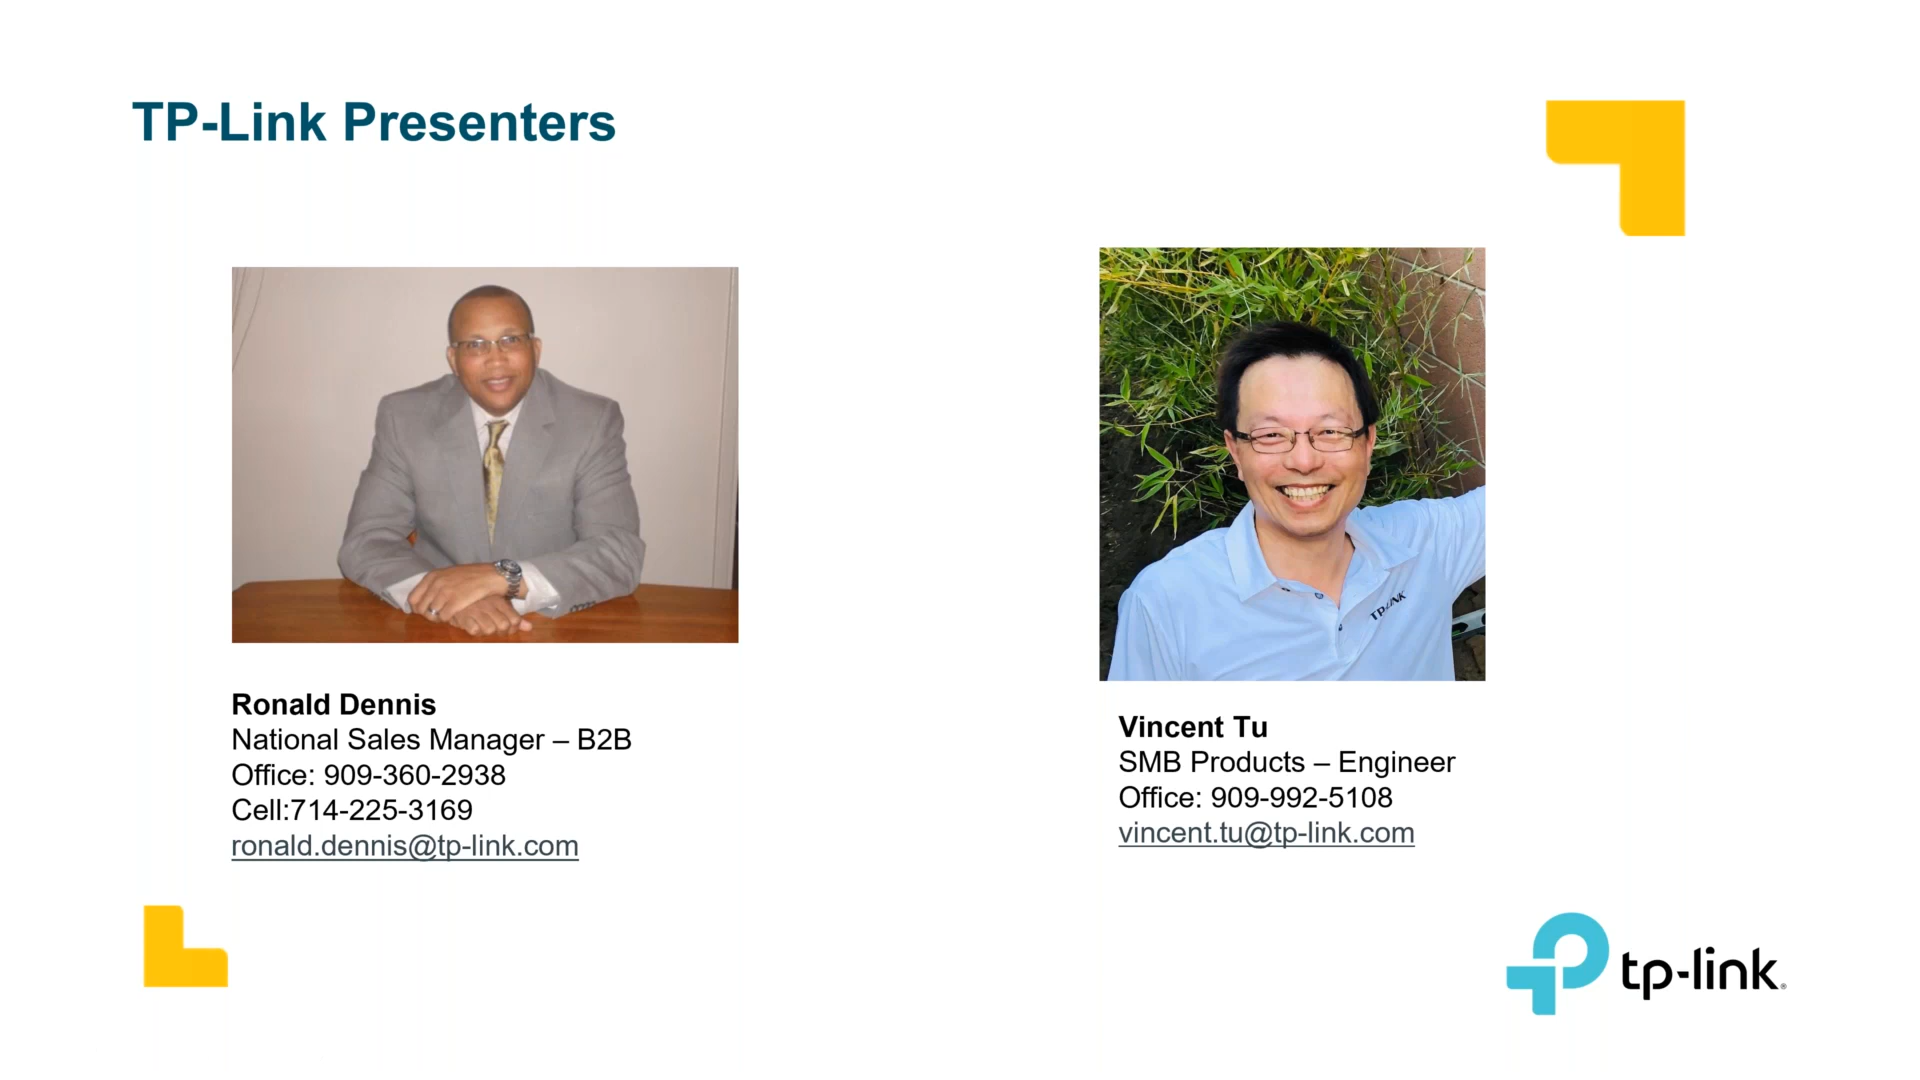 TP-Link Presenters
TP-LINK
Ronald Dennis
National Sales Manager – B2B
Office: 909-360-2938
Cell:714-225-3169
ronald.dennis@tp-link.com
Vincent Tu
SMB Products – Engineer
Office: 909-992-5108
vincent.tu@tp-link.com
tp-link®